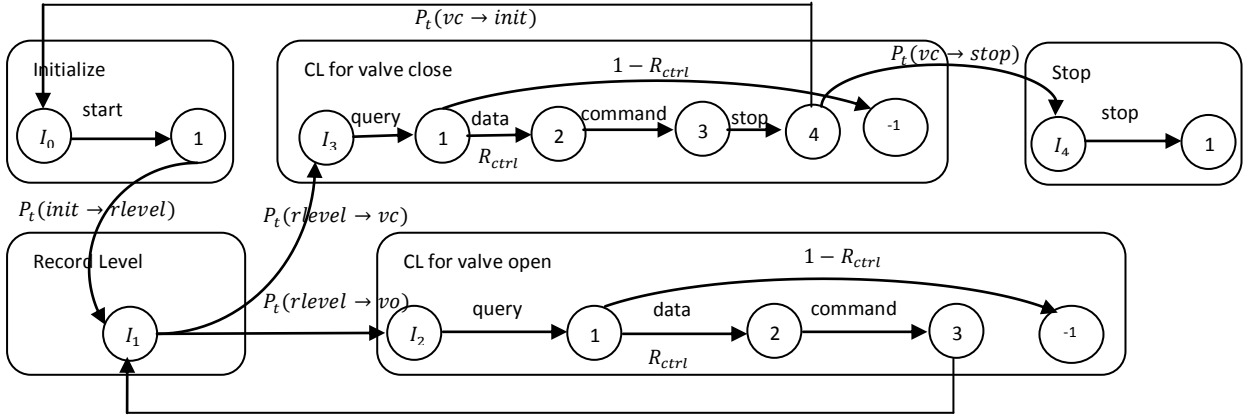 P_t(vc → init)
Initialize
start
I_0
1
CL for valve close
1 − R_ctrl
query
data
command
stop
I_3
1
2
3
4
-1
R_ctrl
P_t(vc → stop)
Stop
stop
I_4
1
P_t(init → rlevel)
P_t(rlevel → vc)
Record Level
I_1
P_t(rlevel → vo)
CL for valve open
1 − R_ctrl
query
data
command
I_2
1
2
3
-1
R_ctrl